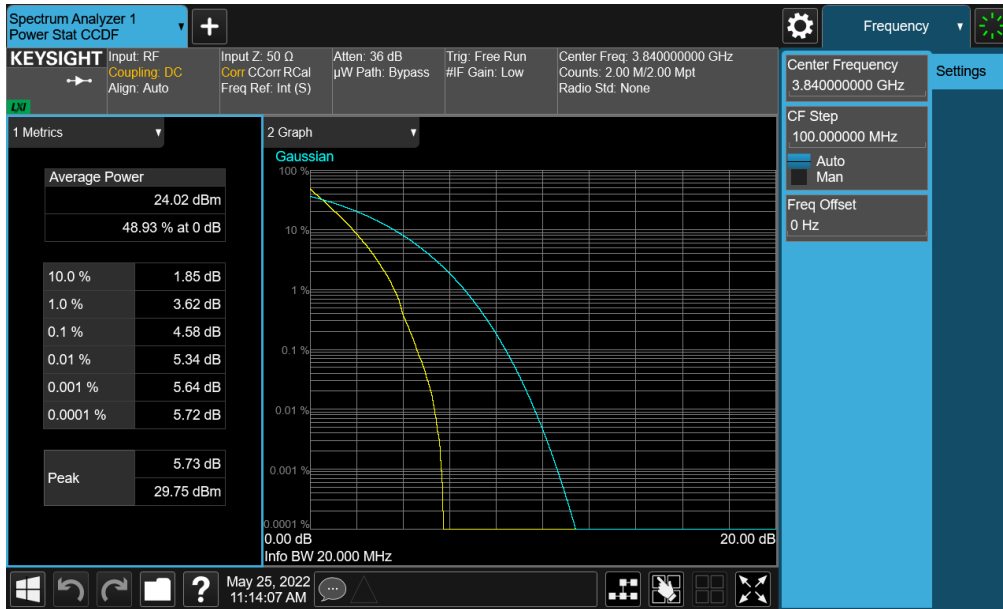 Spectrum Analyzer 1
Power Stat CCDF
Frequency
KEYSIGHT
Input: RF
Coupling: DC
Align: Auto
Input Z: 50 Ω
Corr CCorr RCal
Freq Ref: Int (S)
Atten: 36 dB
µW Path: Bypass
Trig: Free Run
#IF Gain: Low
Center Freq: 3.840000000 GHz
Counts: 2.00 M/2.00 Mpt
Radio Std: None
LXI
Center Frequency
3.840000000 GHz
Settings
CF Step
100.000000 MHz
Auto
Man
Freq Offset
0 Hz
1 Metrics
Average Power
24.02 dBm
48.93 % at 0 dB
10.0 % 1.85 dB
1.0 % 3.62 dB
0.1 % 4.58 dB
0.01 % 5.34 dB
0.001 % 5.64 dB
0.0001 % 5.72 dB
Peak
5.73 dB
29.75 dBm
2 Graph
Gaussian
100 %
10 %
1 %
0.1 %
0.01 %
0.001 %
0.0001 %
0.00 dB 20.00 dB
Info BW 20.000 MHz
?
May 25, 2022
11:14:07 AM